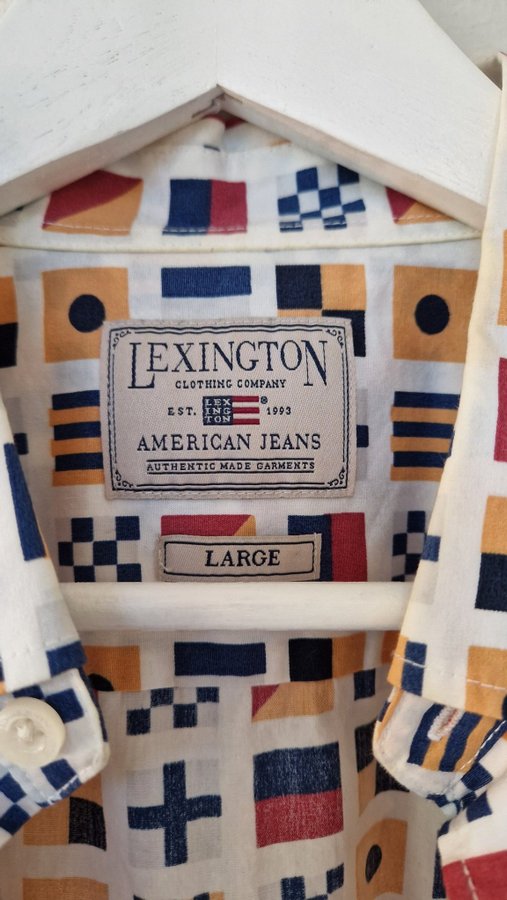 LEXINGTON
CLOTHING COMPANY
EST. LEX ING TON ® 1993
AMERICAN JEANS
AUTHENTIC MADE GARMENTS
LARGE